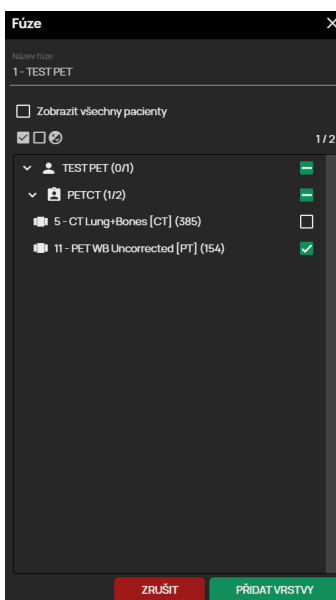 Fúze
Název fúze
1 - TEST PET
Zobrazit všechny pacienty
1 / 2
TEST PET (0/1)
PETCT (1/2)
5 - CT Lung+Bones [CT] (385)
11 - PET WB Uncorrected [PT] (154)
ZRUŠIT
PŘIDAT VRSTVY